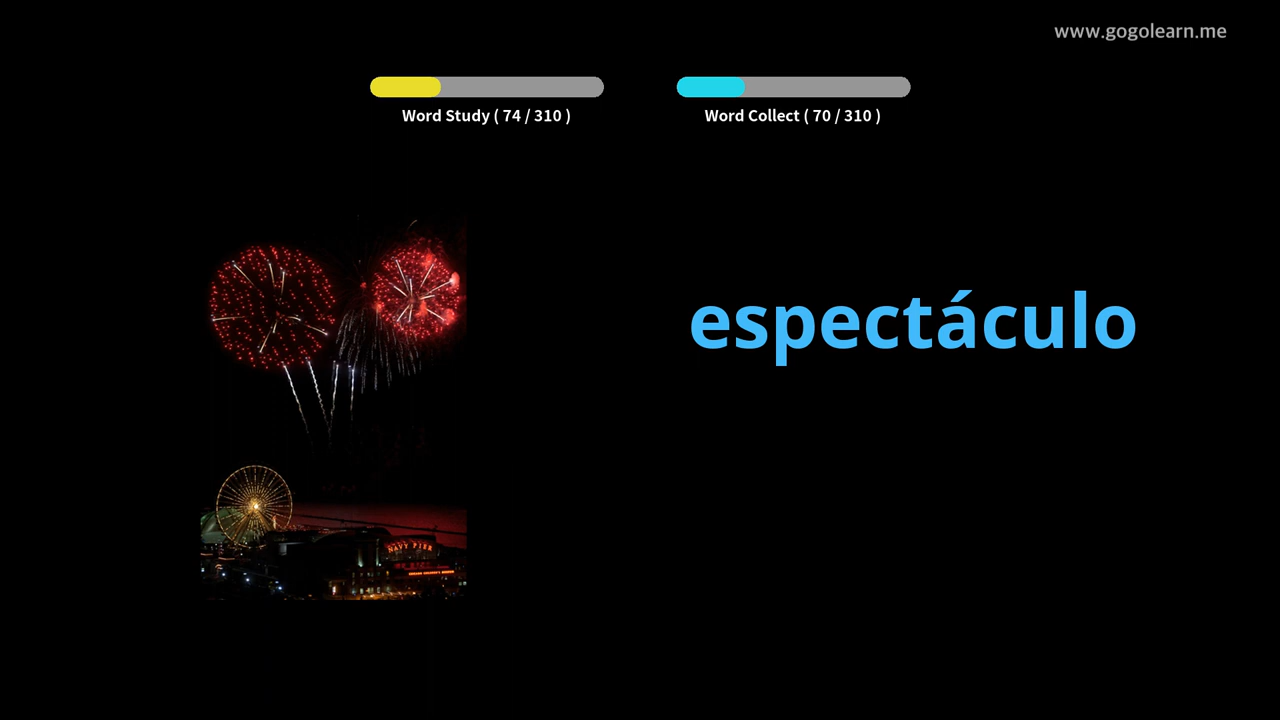 www.gogolearn.me
Word Study ( 74 / 310 )
Word Collect ( 70 / 310 )
espectáculo
NAVY PIER